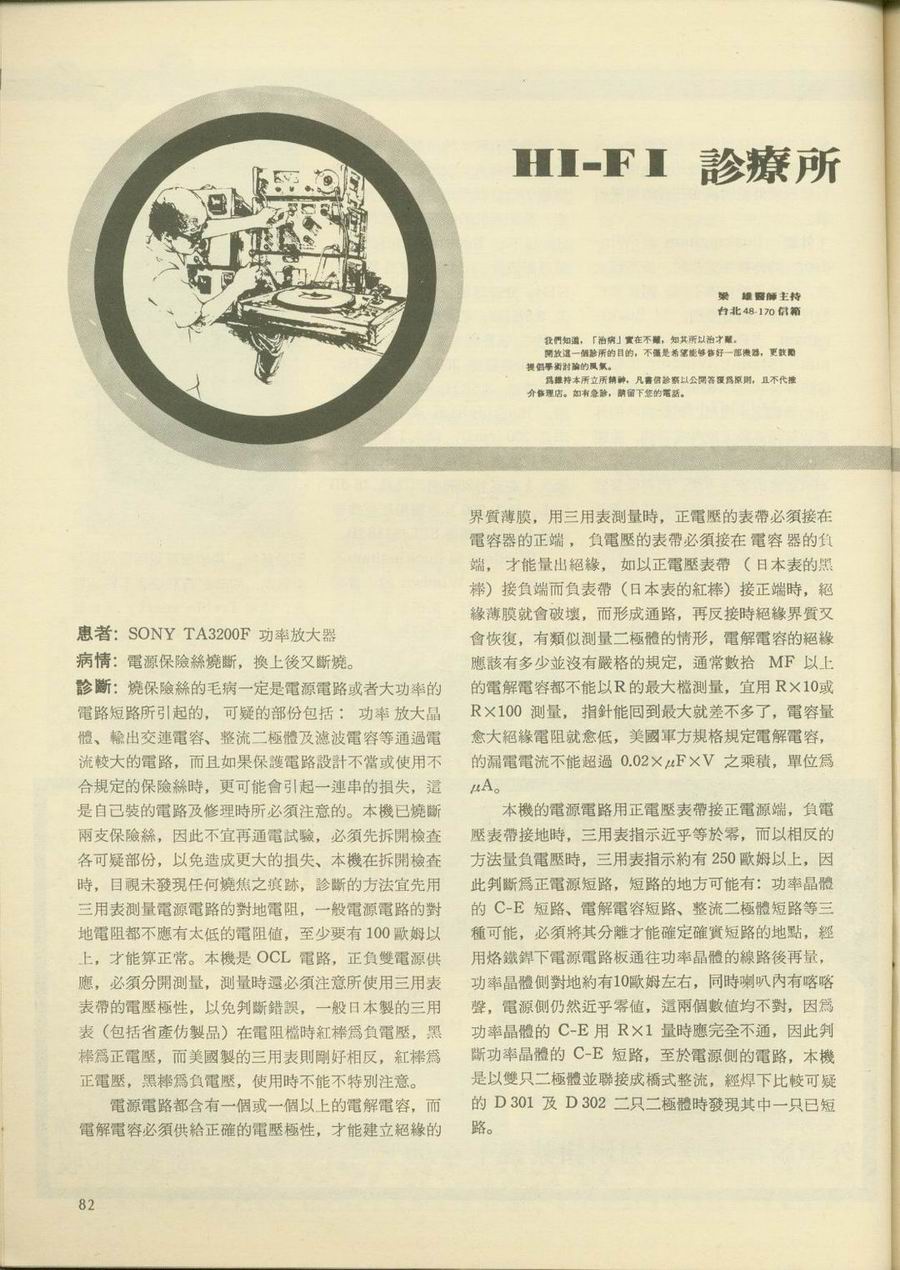 HI-FI 診療所
梁 雄醫師主持
台北48-170信箱
我們知道，「治病」實在不難，知其所以治才難。
開放這一個診所的目的，不僅是希望能够修好一部機器，更鼓勵
提倡學術討論的風氣。
爲維持本所立所精神，凡書信診察以公開答覆爲原則，且不代推
介修理店。如有急診，請留下您的電話。
患者：SONY TA3200F 功率放大器
病情：電源保險絲燒斷，換上後又斷燒。
診斷：燒保險絲的毛病一定是電源電路或者大功率的
電路短路所引起的，可疑的部份包括：功率放大晶
體、輸出交連電容、整流二極體及濾波電容等通過電
流較大的電路，而且如果保護電路設計不當或使用不
合規定的保險絲時，更可能會引起一連串的損失，這
是自己裝的電路及修理時所必須注意的。本機已燒斷
兩支保險絲，因此不宜再通電試驗，必須先拆開檢查
各可疑部份，以免造成更大的損失、本機在拆開檢查
時，目視未發現任何燒焦之痕跡，診斷的方法宜先用
三用表測量電源電路的對地電阻，一般電源電路的對
地電阻都不應有太低的電阻値，至少要有100歐姆以
上，才能算正常。本機是 OCL 電路，正負雙電源供
應，必須分開測量，測量時還必須注意所使用三用表
表帶的電壓極性，以免判斷錯誤，一般日本製的三用
表（包括省產仿製品）在電阻檔時紅棒爲負電壓，黑
棒爲正電壓，而美國製的三用表則剛好相反，紅棒爲
正電壓，黑棒爲負電壓，使用時不能不特別注意。
電源電路都含有一個或一個以上的電解電容，而
電解電容必須供給正確的電壓極性，才能建立絕緣的
界質薄膜，用三用表測量時，正電壓的表帶必須接在
電容器的正端，負電壓的表帶必須接在電容器的負
端，才能量出絕緣，如以正電壓表帶（日本表的黑
棒）接負端而負表帶（日本表的紅棒）接正端時，絕
緣薄膜就會破壞，而形成通路，再反接時絕緣界質又
會恢復，有類似測量二極體的情形，電解電容的絕緣
應該有多少並沒有嚴格的規定，通常數拾 MF 以上
的電解電容都不能以R的最大檔測量，宜用 R×10或
R×100 測量，指針能回到最大就差不多了，電容量
愈大絕緣電阻就愈低，美國軍方規格規定電解電容，
的漏電電流不能超過 0.02×μF×V 之乘積，單位爲
μA。
本機的電源電路用正電壓表帶接正電源端，負電
壓表帶接地時，三用表指示近乎等於零，而以相反的
方法量負電壓時，三用表指示約有250歐姆以上，因
此判斷爲正電源短路，短路的地方可能有：功率晶體
的 C-E 短路、電解電容短路、整流二極體短路等三
種可能，必須將其分離才能確定確實短路的地點，經
用烙鐵銲下電源電路板通往功率晶體的線路後再量，
功率晶體側對地約有10歐姆左右，同時喇叭內有喀喀
聲，電源側仍然近乎零値，這兩個數値均不對，因爲
功率晶體的 C-E 用 R×1 量時應完全不通，因此判
斷功率晶體的 C-E 短路，至於電源側的電路，本機
是以雙只二極體並聯接成橋式整流，經焊下比較可疑
的 D301 及 D302 二只二極體時發現其中一只已短
路。
82